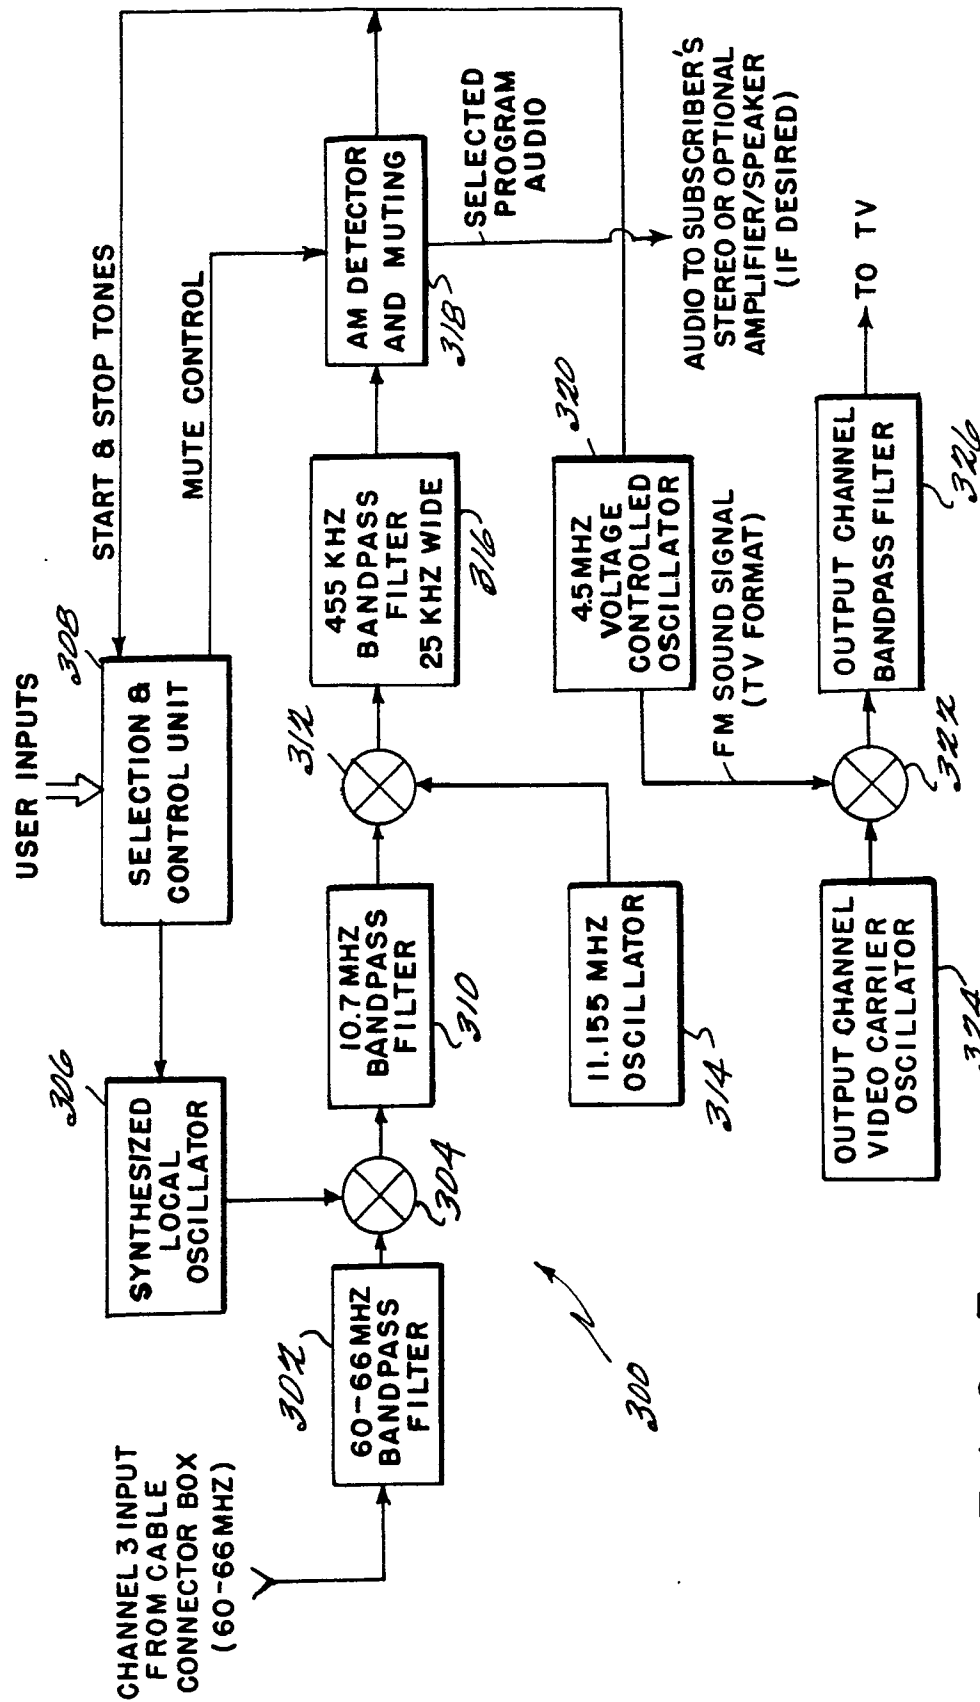 CHANNEL 3 INPUT
FROM CABLE
CONNECTOR BOX
(60-66 MHZ)
302
60-66 MHZ
BANDPASS
FILTER
304
306
SYNTHESIZED
LOCAL
OSCILLATOR
USER INPUTS
308
SELECTION &
CONTROL UNIT
START & STOP TONES
MUTE CONTROL
10.7 MHZ
BANDPASS
FILTER
310
312
11.155 MHZ
OSCILLATOR
314
455 KHZ
BANDPASS
FILTER
25 KHZ WIDE
316
AM DETECTOR
AND MUTING
318
SELECTED
PROGRAM
AUDIO
AUDIO TO SUBSCRIBER'S
STEREO OR OPTIONAL
AMPLIFIER/SPEAKER
(IF DESIRED)
320
4.5 MHZ
VOLTAGE
CONTROLLED
OSCILLATOR
FM SOUND SIGNAL
(TV FORMAT)
OUTPUT CHANNEL
VIDEO CARRIER
OSCILLATOR
324
322
OUTPUT CHANNEL
BANDPASS FILTER
326
TO TV
300